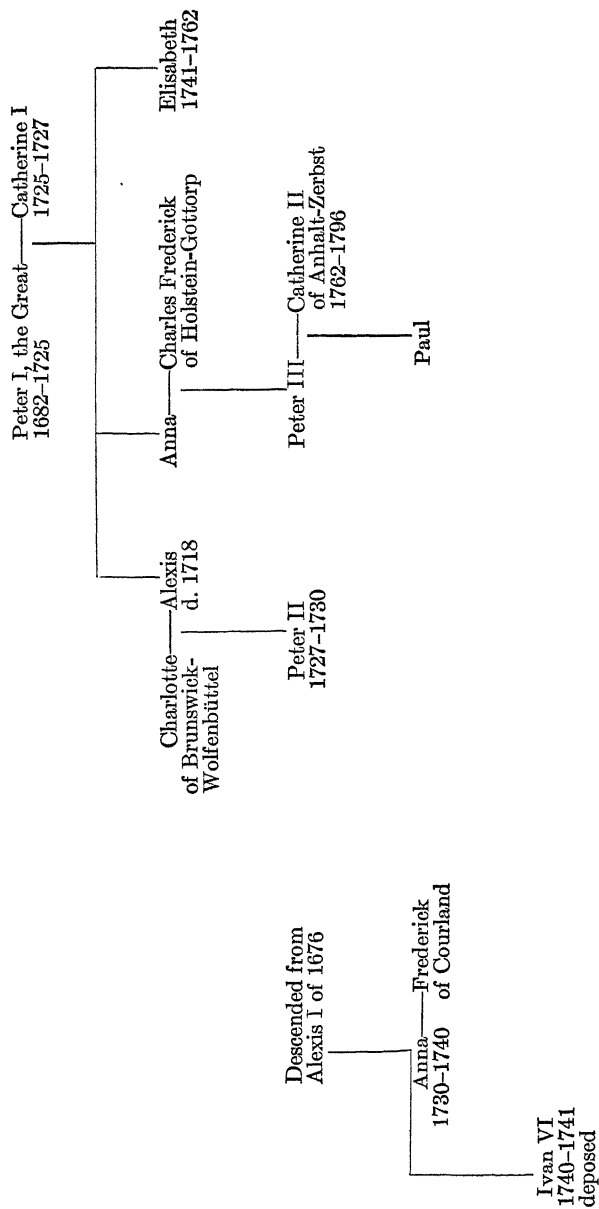 Peter I, the Great—Catherine I
1682–1725
1725–1727
Charlotte—Alexis
of Brunswick-
Wolfenbüttel
d. 1718
Anna—Charles Frederick
of Holstein-Gottorp
Elisabeth
1741–1762
Descended from
Alexis I of 1676
Peter II
1727–1730
Peter III—Catherine II
of Anhalt-Zerbst
1762–1796
Anna—Frederick
1730–1740
of Courland
Paul
Ivan VI
1740–1741
deposed